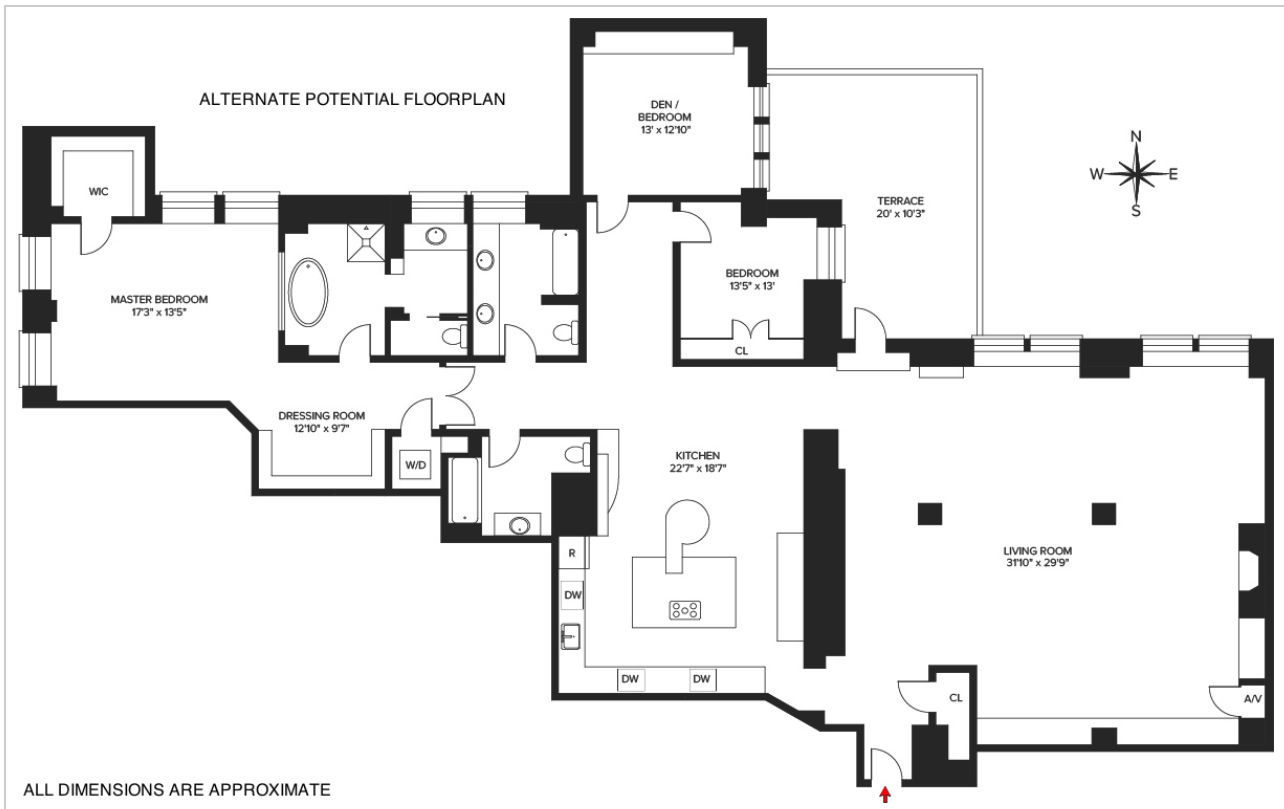 ALTERNATE POTENTIAL FLOORPLAN
DEN /
BEDROOM
13' x 12'10"
N
W
E
S
WIC
TERRACE
20' x 10'3"
MASTER BEDROOM
17'3" x 13'5"
BEDROOM
13'5" x 13'
CL
DRESSING ROOM
12'10" x 9'7"
W/D
KITCHEN
22'7" x 18'7"
R
DW
DW
DW
LIVING ROOM
31'10" x 29'9"
CL
A/V
ALL DIMENSIONS ARE APPROXIMATE